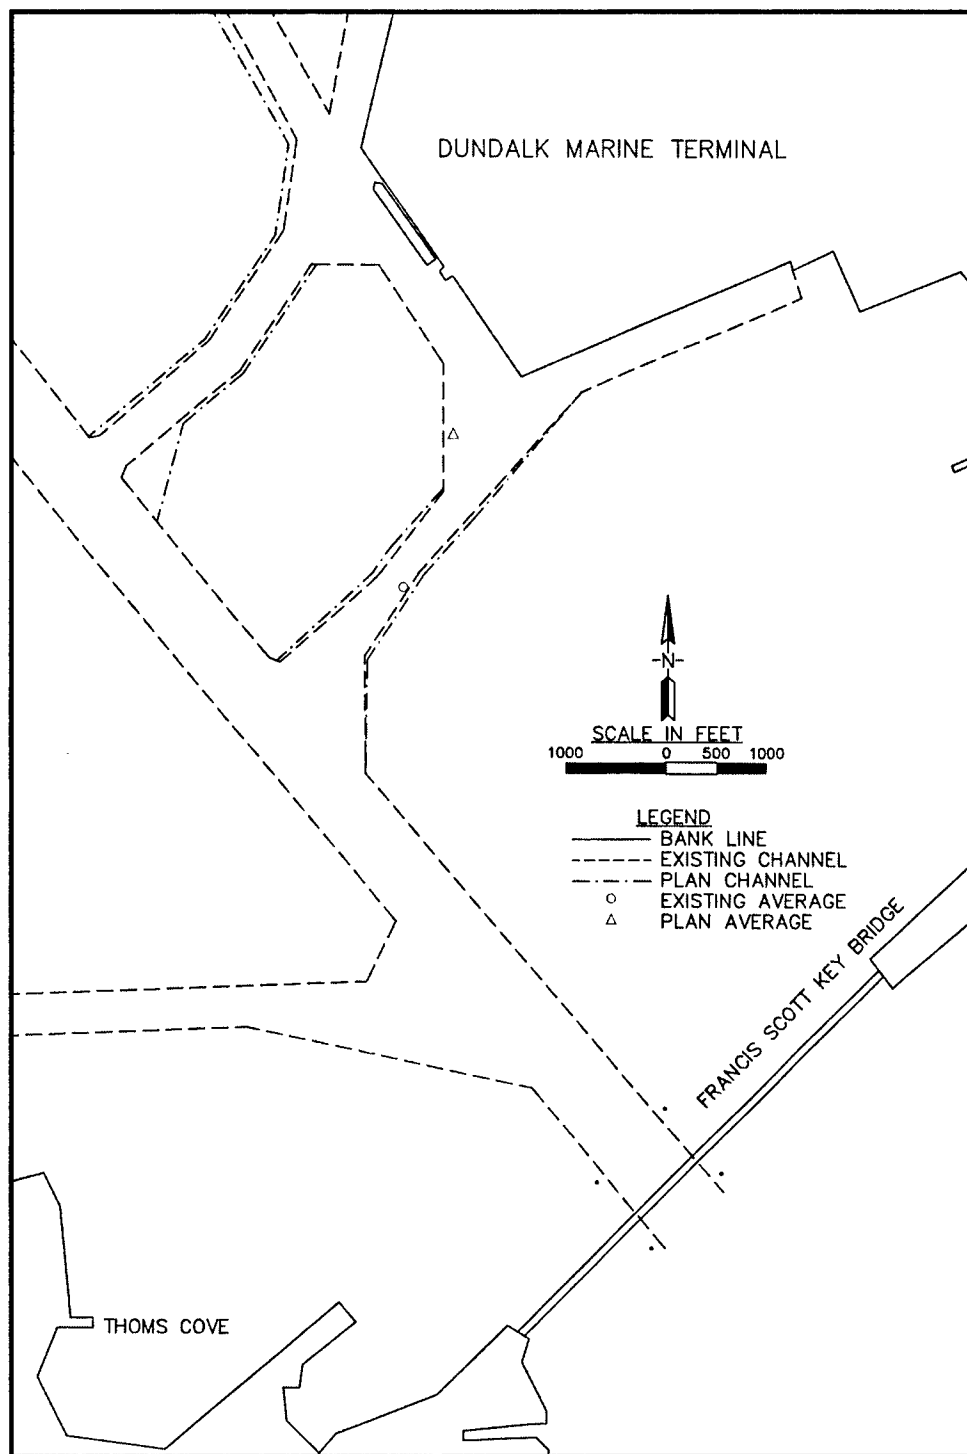 DUNDALK MARINE TERMINAL
N
SCALE IN FEET
1000 0 500 1000
LEGEND
BANK LINE
EXISTING CHANNEL
PLAN CHANNEL
EXISTING AVERAGE
PLAN AVERAGE
FRANCIS SCOTT KEY BRIDGE
THOMS COVE